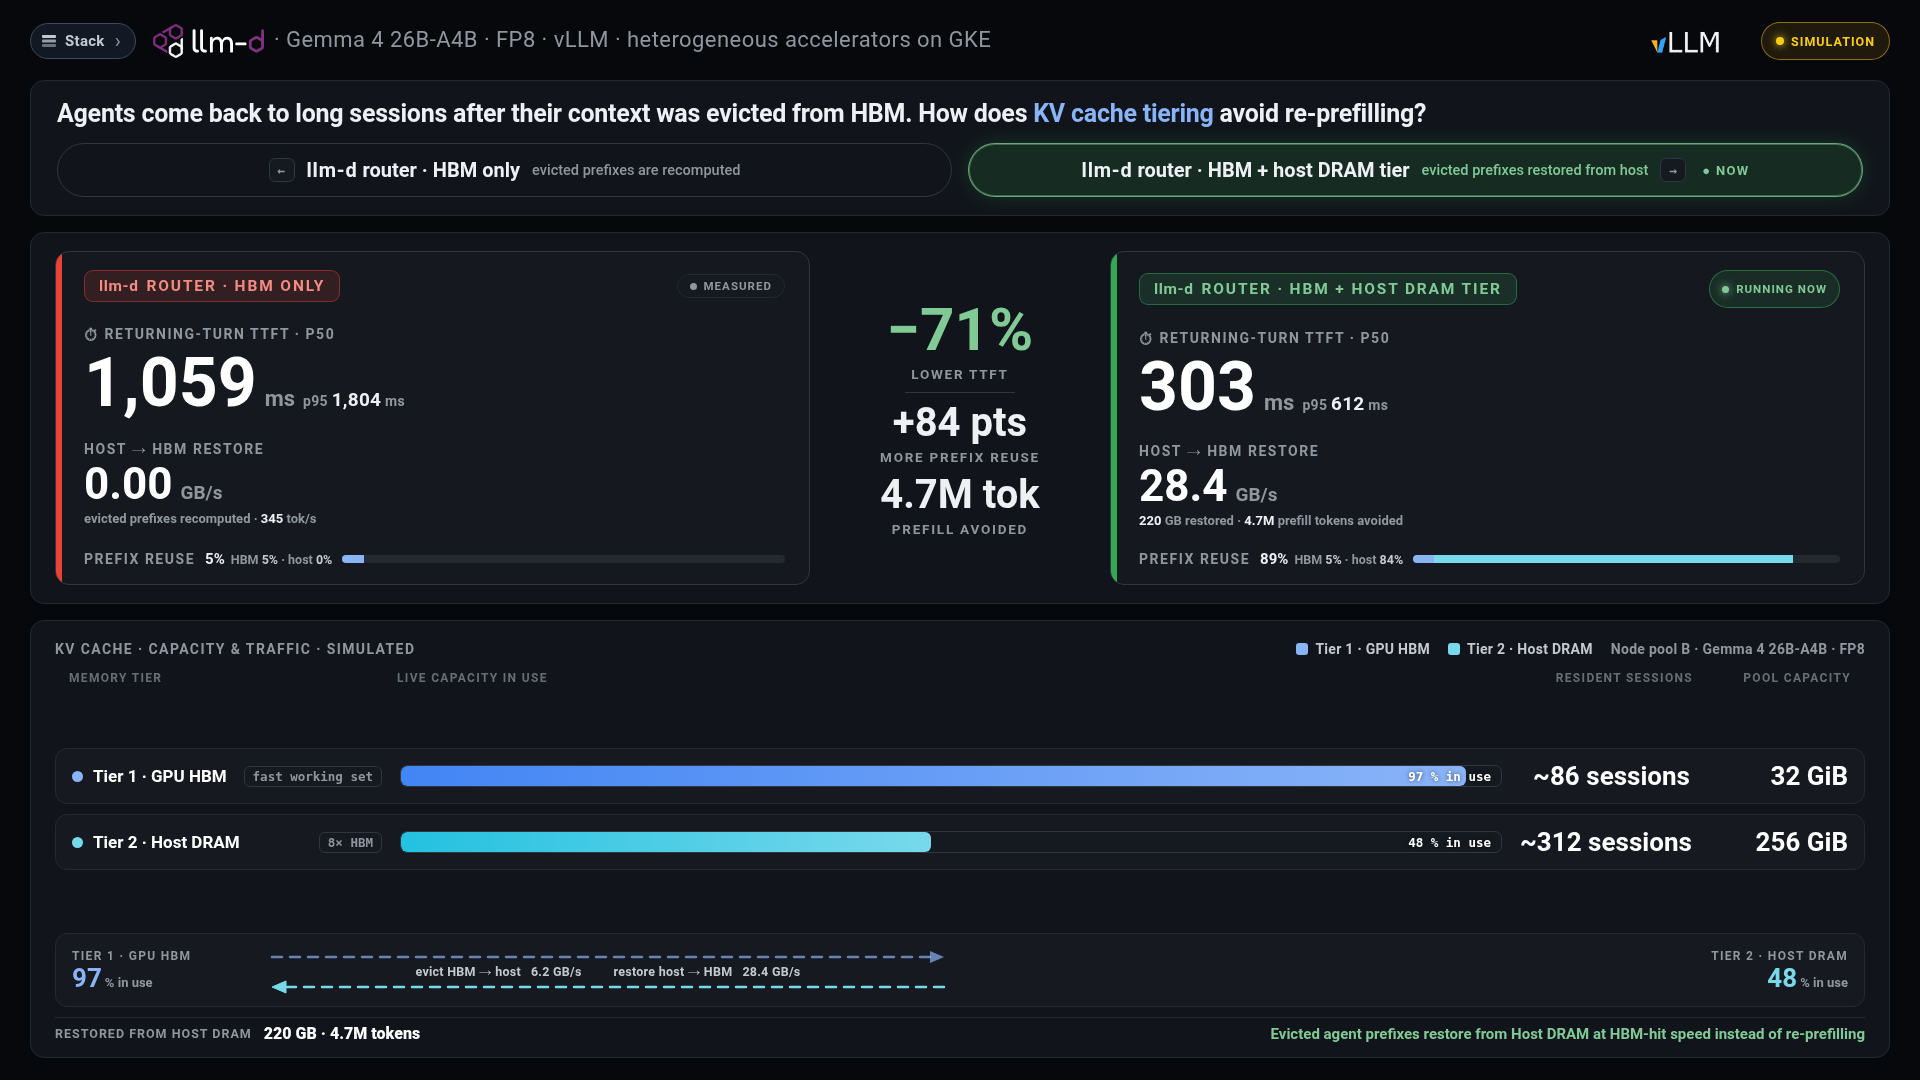 Stack ›
llm-d · Gemma 4 26B-A4B · FP8 · vLLM · heterogeneous accelerators on GKE
vLLM
SIMULATION
Agents come back to long sessions after their context was evicted from HBM. How does KV cache tiering avoid re-prefilling?
← llm-d router · HBM only evicted prefixes are recomputed
llm-d router · HBM + host DRAM tier evicted prefixes restored from host → ● NOW
llm-d ROUTER · HBM ONLY
MEASURED
RETURNING-TURN TTFT · P50
1,059 ms p95 1,804 ms
HOST → HBM RESTORE
0.00 GB/s
evicted prefixes recomputed · 345 tok/s
PREFIX REUSE 5% HBM 5% · host 0%
−71%
LOWER TTFT
+84 pts
MORE PREFIX REUSE
4.7M tok
PREFILL AVOIDED
llm-d ROUTER · HBM + HOST DRAM TIER
RUNNING NOW
RETURNING-TURN TTFT · P50
303 ms p95 612 ms
HOST → HBM RESTORE
28.4 GB/s
220 GB restored · 4.7M prefill tokens avoided
PREFIX REUSE 89% HBM 5% · host 84%
KV CACHE · CAPACITY & TRAFFIC · SIMULATED
Tier 1 · GPU HBM Tier 2 · Host DRAM Node pool B · Gemma 4 26B-A4B · FP8
MEMORY TIER LIVE CAPACITY IN USE RESIDENT SESSIONS POOL CAPACITY
Tier 1 · GPU HBM fast working set 97 % in use ~86 sessions 32 GiB
Tier 2 · Host DRAM 8× HBM 48 % in use ~312 sessions 256 GiB
TIER 1 · GPU HBM
97 % in use
evict HBM → host 6.2 GB/s restore host → HBM 28.4 GB/s
TIER 2 · HOST DRAM
48 % in use
RESTORED FROM HOST DRAM 220 GB · 4.7M tokens
Evicted agent prefixes restore from Host DRAM at HBM-hit speed instead of re-prefilling